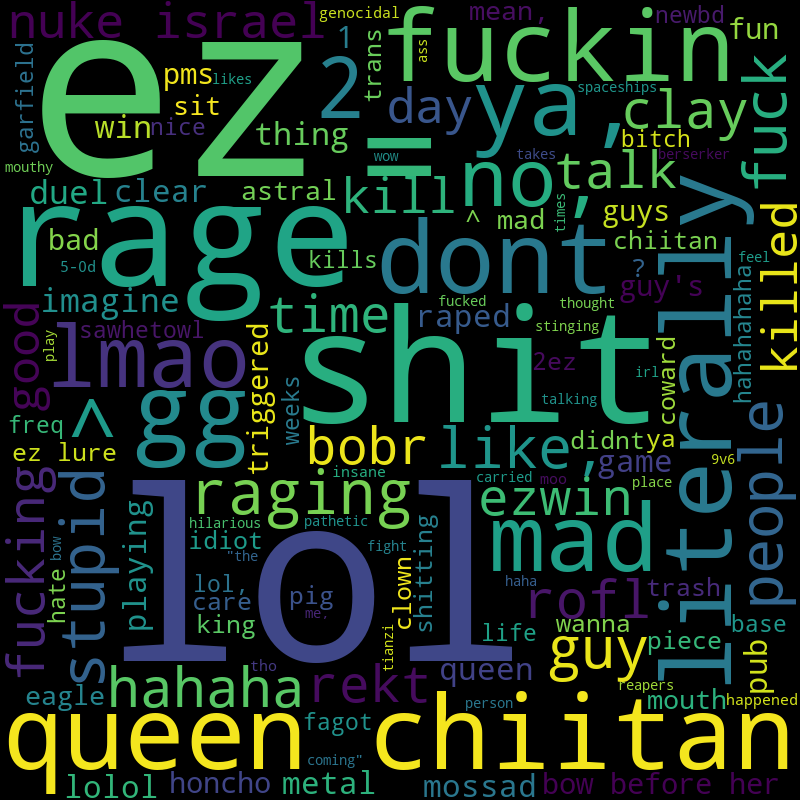 nuke israel
genocidal
mean,
newbd
fuckin
fun
ez
1
ass
trans
garfield
pms
likes
2
spaceships
sit
day
ya,
clay
fuck
win
nice
thing
=
bitch
mouthy
wow
takes
berserker
no,
talk
duel
clear
astral
kill
times
guys
^
mad
rage
bad
kills
dont
chiitan
literally
killed
5-0d
?
feel
guy's
imagine
time
fucked
thought
hahahahaha
good
sawhetowl
raped
stinging
play
lmao
triggered
shit
2ez
coward
irl
weeks
talking
freq
^
gg
bobr
like,
didnt
ya
people
ez lure
game
9v6
insane
carried
moo
place
fucking
stupid
raging
ezwin
hilarious
pathetic
mad
playing
idiot
shitting
bow
"the
fight
lol
haha
hate
lol,
care
pig
clown
rofl
trash
me,
king
life
wanna
base
tho
tianzi
guy
piece
pub
hahaha
rekt
queen
reapers
eagle
person
mouth
happened
fagot
queen chiitan
coming"
lolol
honcho
metal
mossad
bow before her